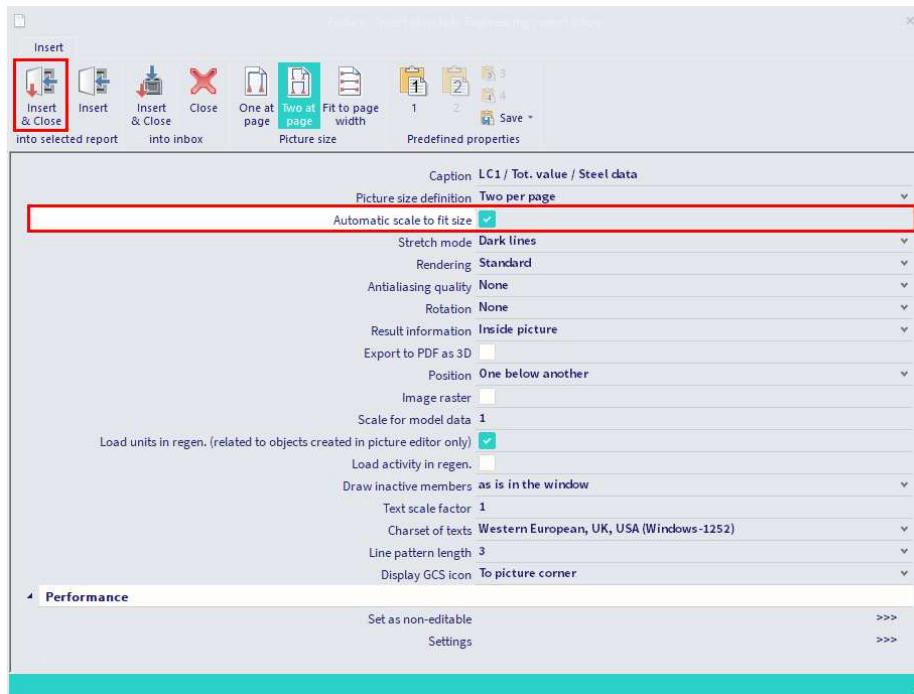 Insert
Insert & Close
Insert
Insert & Close
Close
One at page
Two at page
Fit to page width
1
2
3
4
Save
into selected report
into inbox
Picture size
Predefined properties
Caption LC1 / Tot. value / Steel data
Picture size definition Two per page
Automatic scale to fit size
Stretch mode Dark lines
Rendering Standard
Antialiasing quality None
Rotation None
Result information Inside picture
Export to PDF as 3D
Position One below another
Image raster
Scale for model data 1
Load units in regen. (related to objects created in picture editor only)
Load activity in regen.
Draw inactive members as is in the window
Text scale factor 1
Charset of texts Western European, UK, USA (Windows-1252)
Line pattern length 3
Display GCS icon To picture corner
Performance
Set as non-editable >>>
Settings >>>